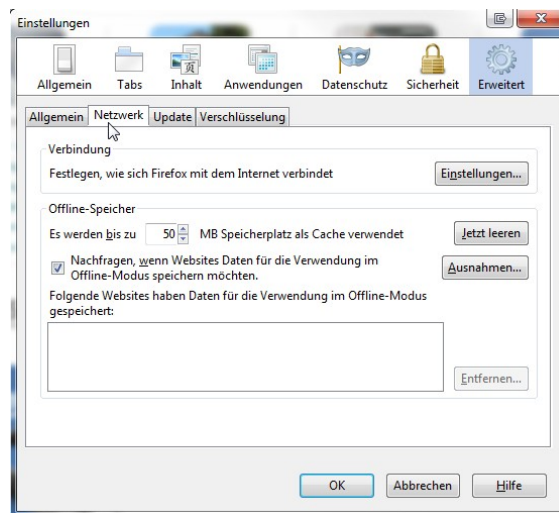 Einstellungen
Allgemein Tabs Inhalt Anwendungen Datenschutz Sicherheit Erweitert
Allgemein Netzwerk Update Verschlüsselung
Verbindung
Festlegen, wie sich Firefox mit dem Internet verbindet Einstellungen...
Offline-Speicher
Es werden bis zu 50 MB Speicherplatz als Cache verwendet Jetzt leeren
Nachfragen, wenn Websites Daten für die Verwendung im
Offline-Modus speichern möchten. Ausnahmen...
Folgende Websites haben Daten für die Verwendung im Offline-Modus
gespeichert:
Entfernen...
OK Abbrechen Hilfe